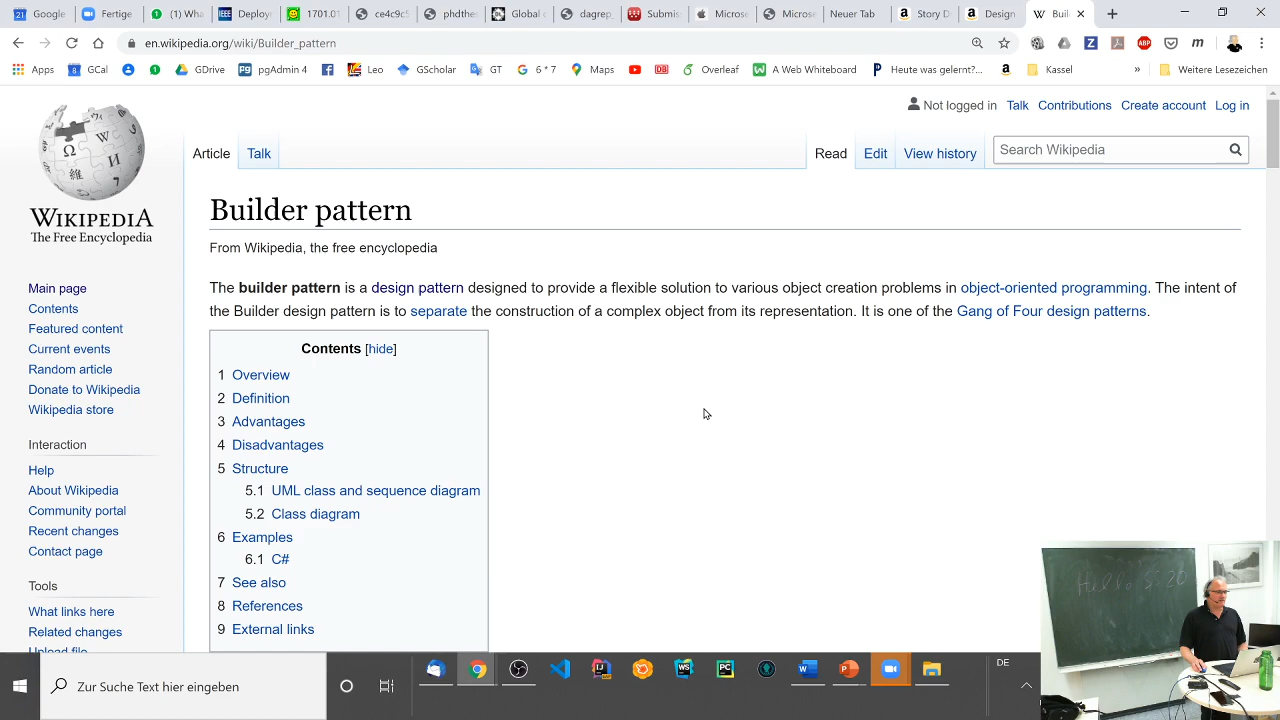 Google
Fertige
(1) Wha
Deploy
1701.01
ce4c9c5
pltthes
Global c
dagrep_
Submis
microse
Microse
Neuer Tab
Story D
Design
Buil
en.wikipedia.org/wiki/Builder_pattern
Apps
GCal
GDrive
pgAdmin 4
Leo
GScholar
GT
6 * 7
Maps
Overleaf
A Web Whiteboard
Heute was gelernt?...
Kassel
»
Weitere Lesezeichen
Not logged in Talk Contributions Create account Log in
Article Talk Read Edit View history Search Wikipedia
WIKIPEDIA
The Free Encyclopedia
Main page
Contents
Featured content
Current events
Random article
Donate to Wikipedia
Wikipedia store
Interaction
Help
About Wikipedia
Community portal
Recent changes
Contact page
Tools
What links here
Related changes
Upload file
Builder pattern
From Wikipedia, the free encyclopedia
The builder pattern is a design pattern designed to provide a flexible solution to various object creation problems in object-oriented programming. The intent of
the Builder design pattern is to separate the construction of a complex object from its representation. It is one of the Gang of Four design patterns.
Contents [hide]
1 Overview
2 Definition
3 Advantages
4 Disadvantages
5 Structure
5.1 UML class and sequence diagram
5.2 Class diagram
6 Examples
6.1 C#
7 See also
8 References
9 External links
Hello
Zur Suche Text hier eingeben
DE